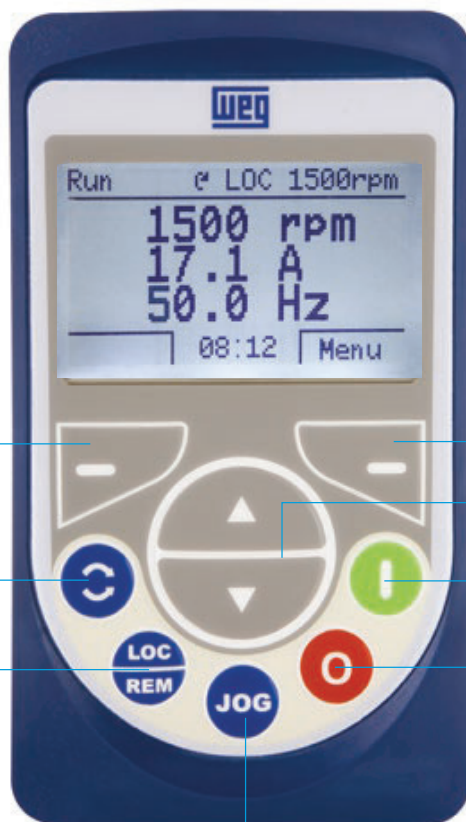 WEG
Run LOC 1500rpm
1500 rpm
17.1 A
50.0 Hz
08:12 Menu
LOC
REM
JOG
O